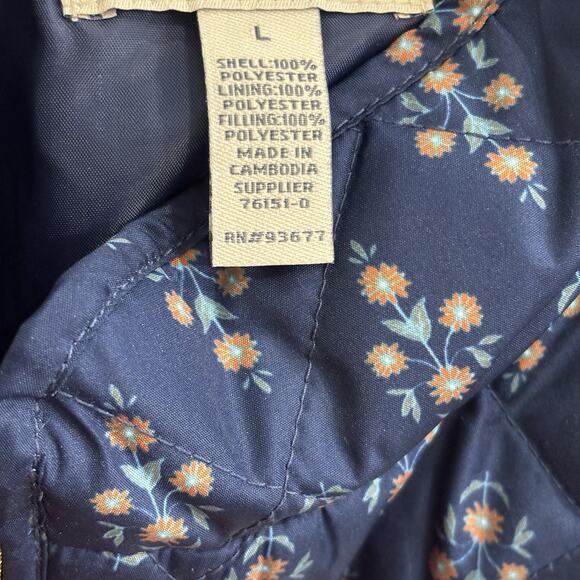 L
SHELL:100%
POLYESTER
LINING:100%
POLYESTER
FILLING:100%
POLYESTER
MADE IN
CAMBODIA
SUPPLIER
76151-0
RN#93677